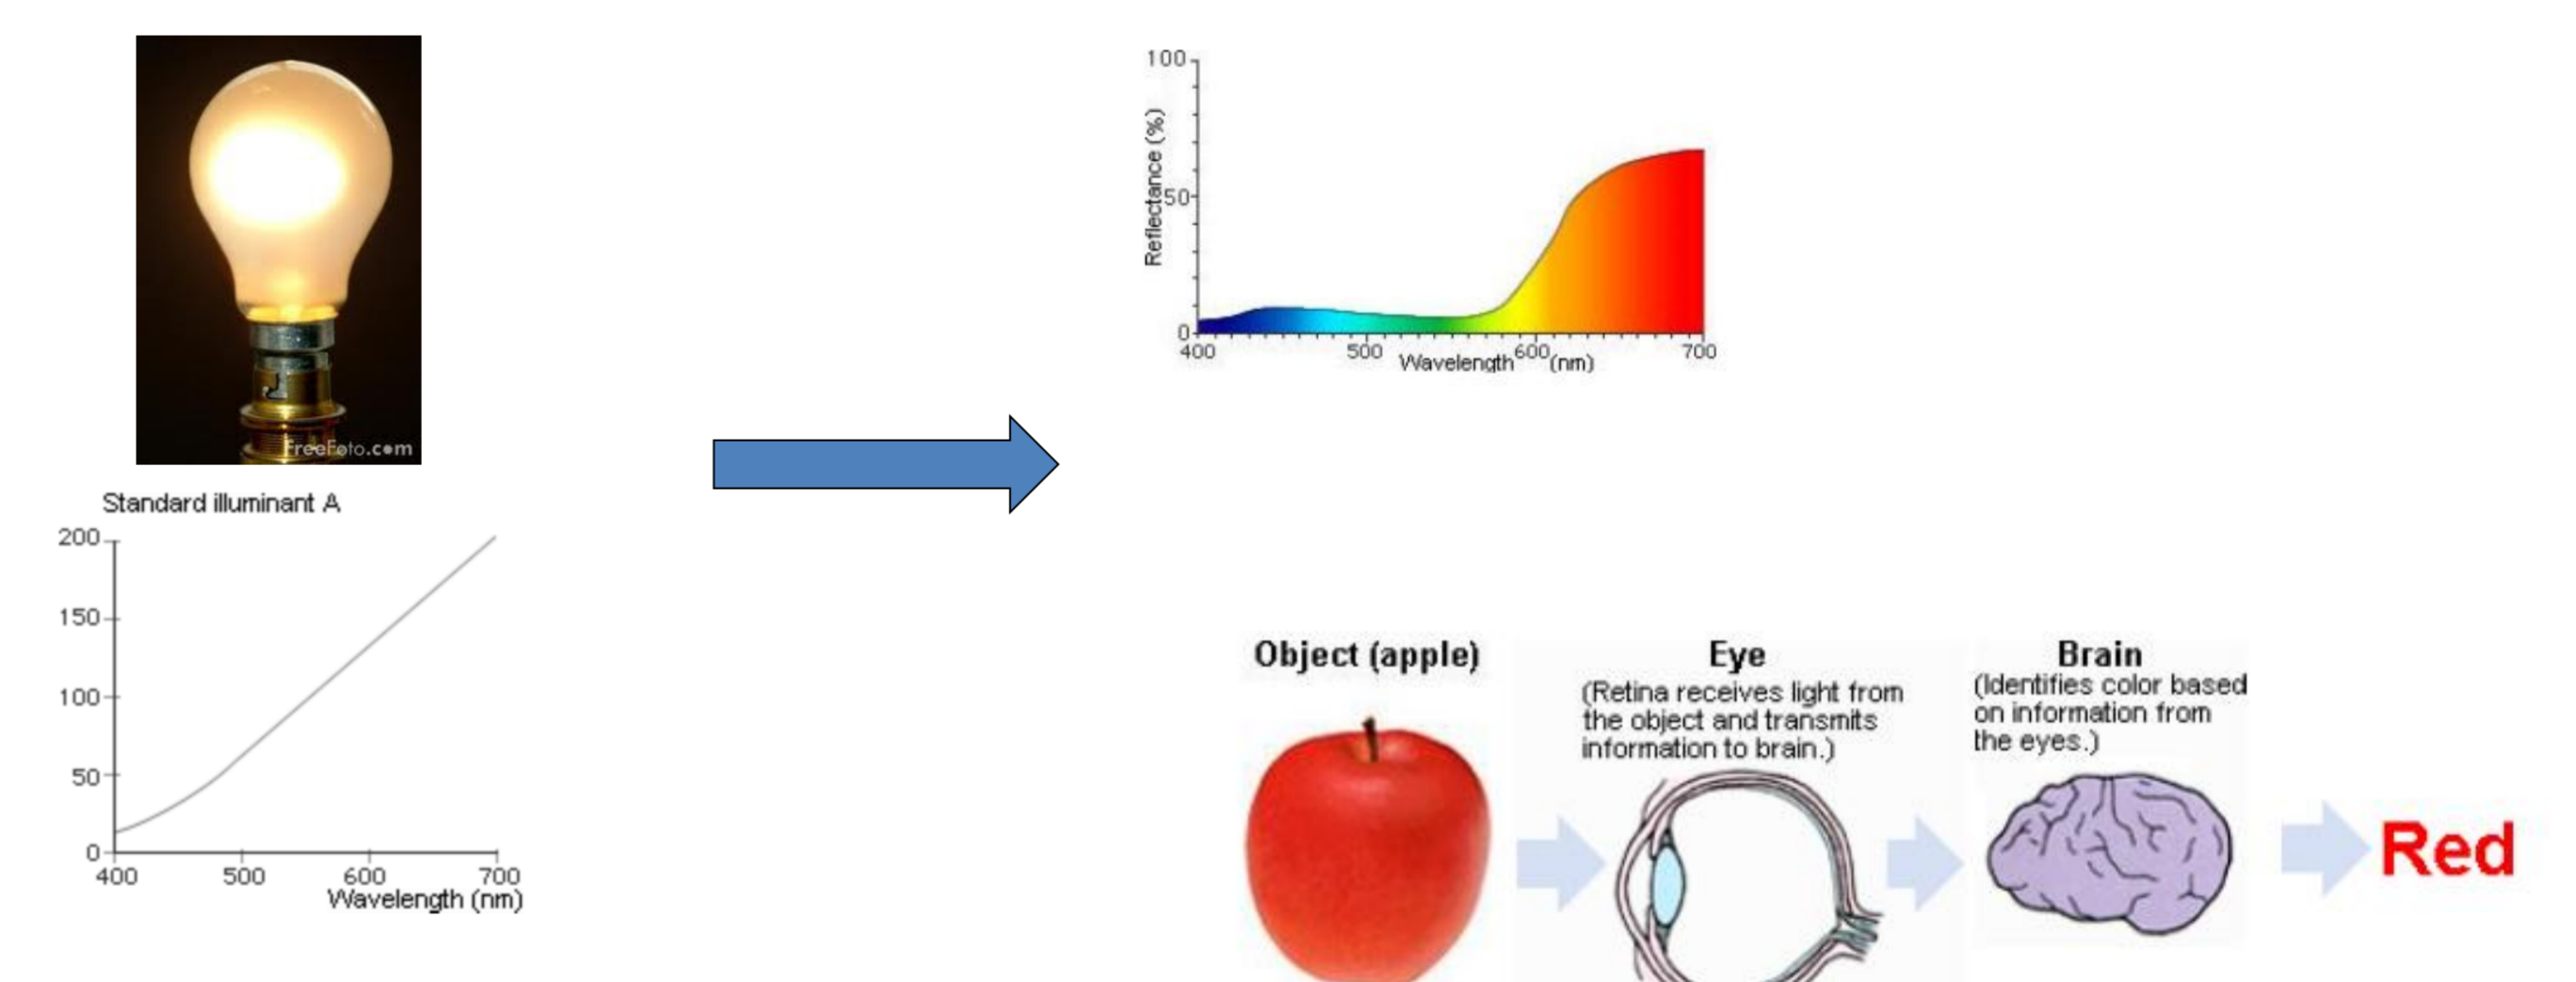 FreeFoto.com
Standard illuminant A
200
150
100
50
0
400 500 600 700
Wavelength (nm)
100
50
0
Reflectance (%)
400 500 600 700
Wavelength (nm)
Object (apple)
Eye
(Retina receives light from
the object and transmits
information to brain.)
Brain
(Identifies color based
on information from
the eyes.)
Red